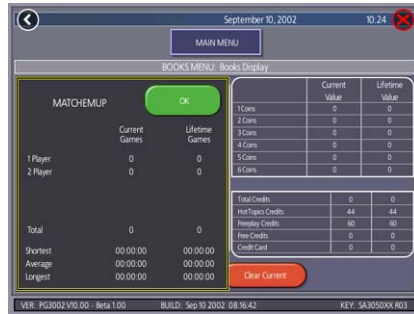 September 10, 2002 10:24
MAIN MENU
BOOKS MENU: Books Display
MATCHEMUP OK
Current Games Lifetime Games
1 Player 0 0
2 Player 0 0
Total 0 0
Shortest 00:00:00 00:00:00
Average 00:00:00 00:00:00
Longest 00:00:00 00:00:00
Current Value Lifetime Value
1 Coins 0 0
2 Coins 0 0
3 Coins 0 0
4 Coins 0 0
5 Coins 0 0
6 Coins 0 0
Total Credits 0 0
HotTopics Credits 44 44
Freeplay Credits 60 60
Free Credits 0 0
Credit Card 0 0
Clear Current
VER: PG3002 V10.00 - Beta 1.00 BUILD: Sep 10 2002 08:16:42 KEY: SA3050XX R03